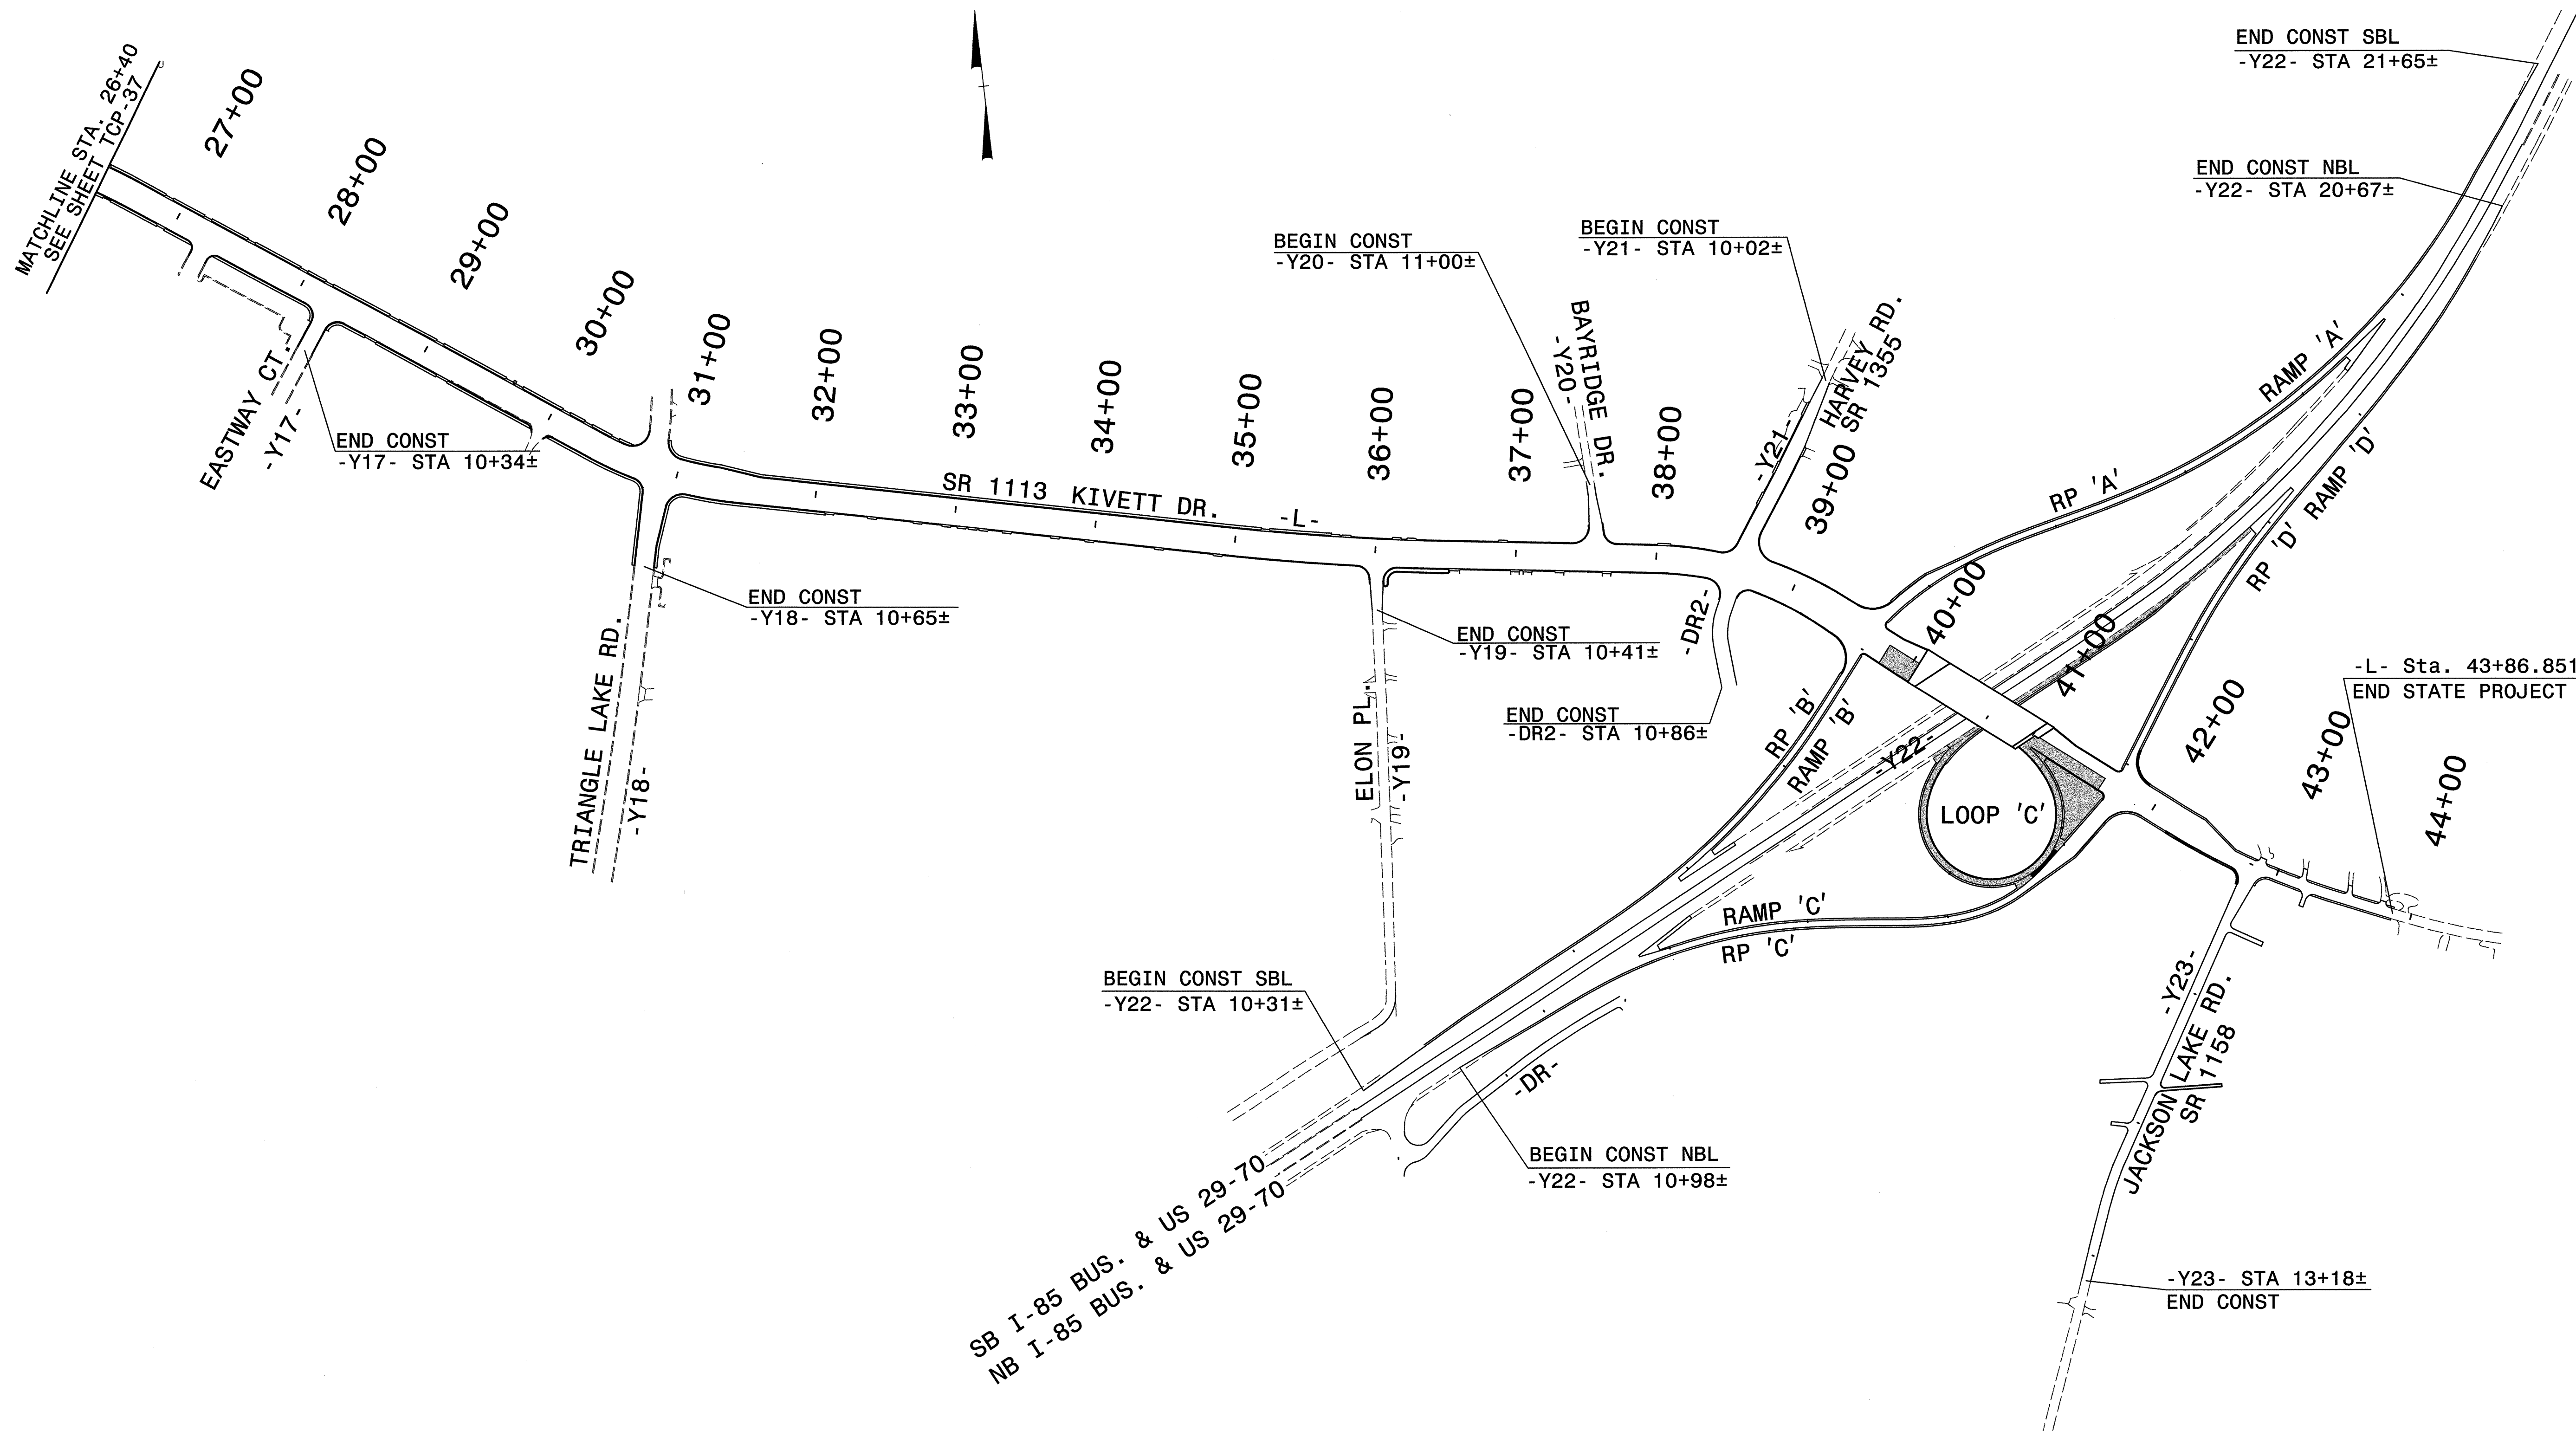 MATCHLINE STA. 26+40
SEE SHEET TCP-37
27+00
28+00
29+00
30+00
31+00
32+00
33+00
34+00
35+00
36+00
37+00
38+00
39+00
40+00
41+00
42+00
43+00
44+00
END CONST SBL
-Y22- STA 21+65±
END CONST NBL
-Y22- STA 20+67±
BEGIN CONST
-Y20- STA 11+00±
BEGIN CONST
-Y21- STA 10+02±
BAYRIDGE DR.
-Y20-
HARVEY RD.
SR 1355
-Y21-
EASTWAY CT.
-Y17-
END CONST
-Y17- STA 10+34±
SR 1113 KIVETT DR. -L-
RAMP 'A'
RP 'A'
RAMP 'D'
RP 'D'
END CONST
-Y18- STA 10+65±
TRIANGLE LAKE RD.
-Y18-
END CONST
-Y19- STA 10+41±
ELON PL.
-Y19-
-DR2-
END CONST
-DR2- STA 10+86±
RP 'B'
RAMP 'B'
-Y22-
LOOP 'C'
-L- Sta. 43+86.851
END STATE PROJECT
RAMP 'C'
RP 'C'
BEGIN CONST SBL
-Y22- STA 10+31±
-DR-
BEGIN CONST NBL
-Y22- STA 10+98±
-Y23-
JACKSON LAKE RD.
SR 1158
SB I-85 BUS. & US 29-70
NB I-85 BUS. & US 29-70
-Y23- STA 13+18±
END CONST